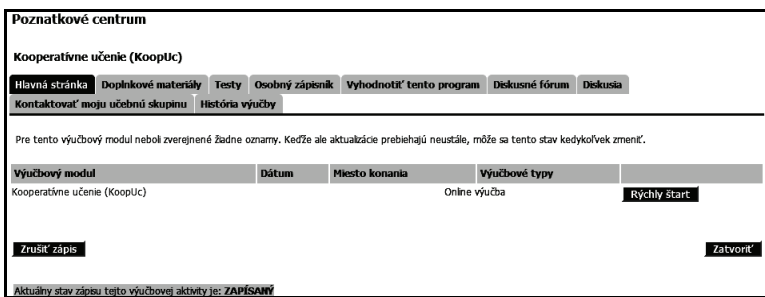 Poznatkové centrum
Kooperatívne učenie (KoopUc)
Hlavná stránka Doplnkové materiály Testy Osobný zápisník Vyhodnotiť tento program Diskusné fórum Diskusia
Kontaktovať moju učebnú skupinu História výučby
Pre tento výučbový modul neboli zverejnené žiadne oznamy. Keďže ale aktualizácie prebiehajú neustále, môže sa tento stav kedykoľvek zmeniť.
Výučbový modul Dátum Miesto konania Výučbové typy
Kooperatívne učenie (KoopUc) Online výučba Rýchly štart
Zrušiť zápis Zatvoriť
Aktuálny stav zápisu tejto výučbovej aktivity je: ZAPÍSANÝ